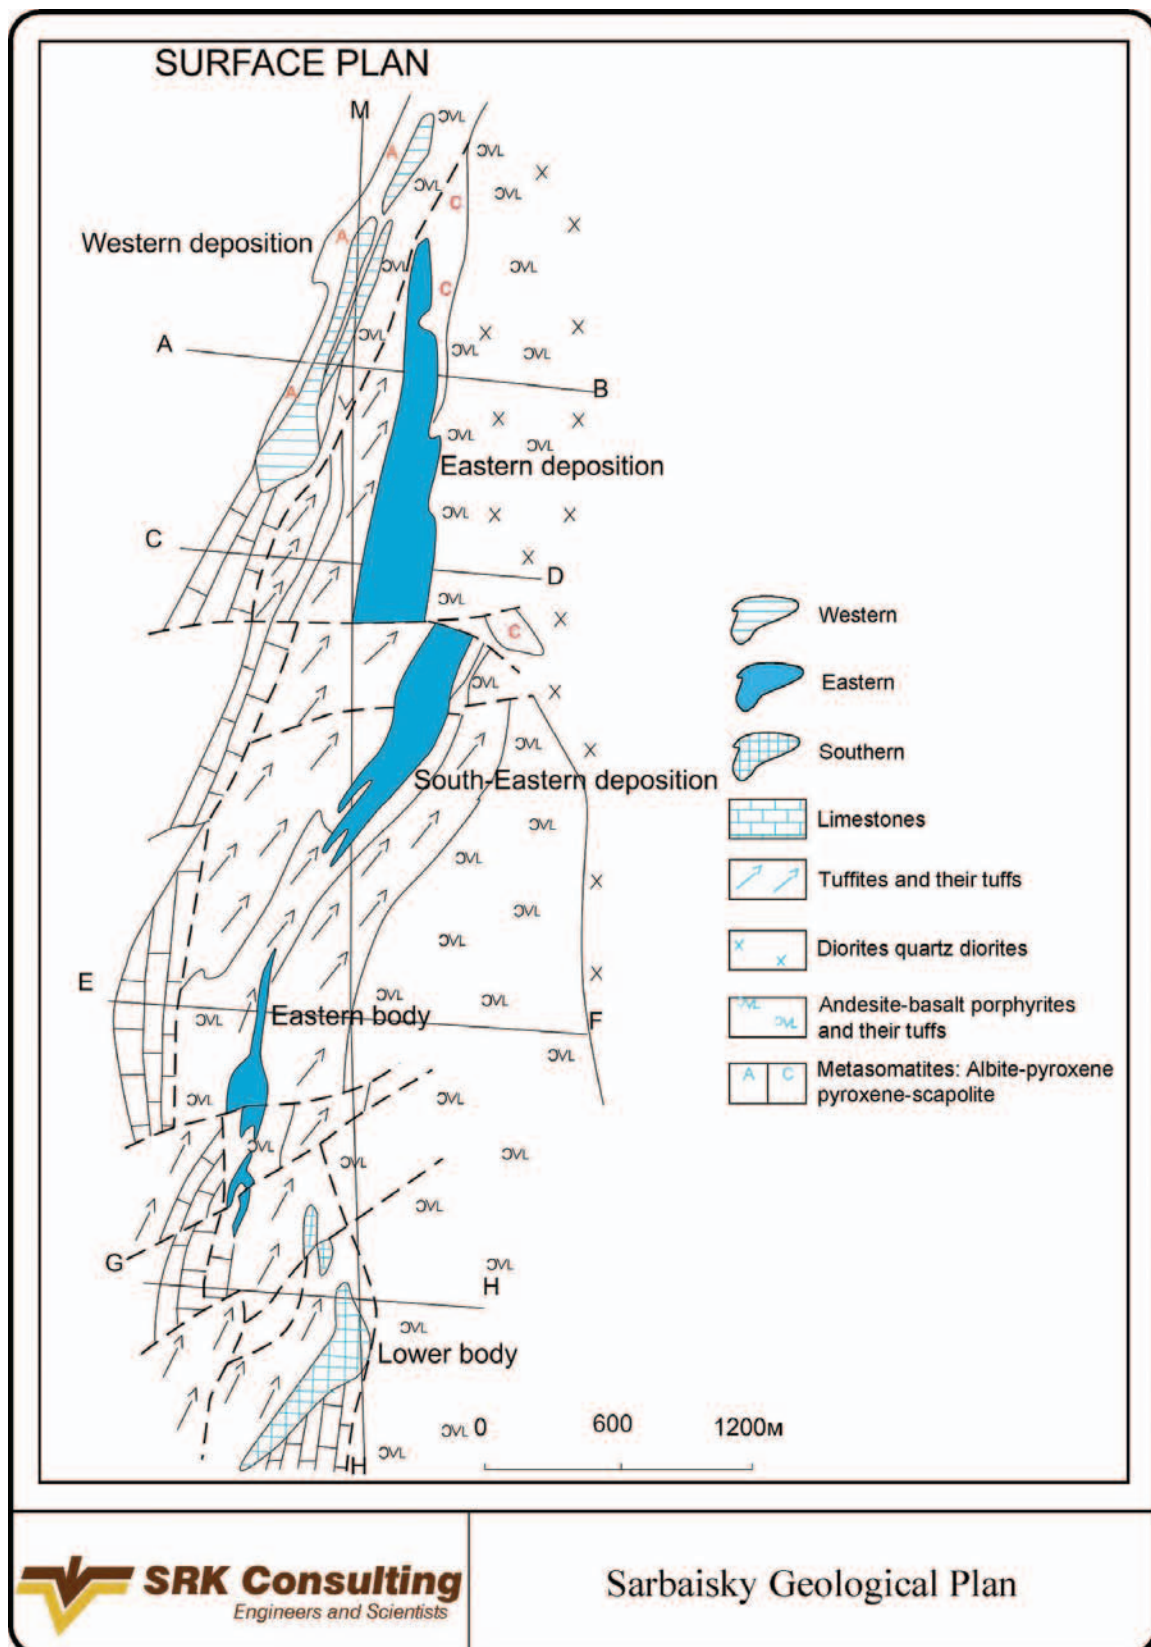 SURFACE PLAN
M
Western deposition
A
B
Eastern deposition
C
D
South-Eastern deposition
E
Eastern body
F
G
H
Lower body
H
0 600 1200м
Western
Eastern
Southern
Limestones
Tuffites and their tuffs
Diorites quartz diorites
Andesite-basalt porphyrites
and their tuffs
A C
Metasomatites: Albite-pyroxene
pyroxene-scapolite
A
A
A
C
C
C
SRK Consulting
Engineers and Scientists
Sarbaisky Geological Plan